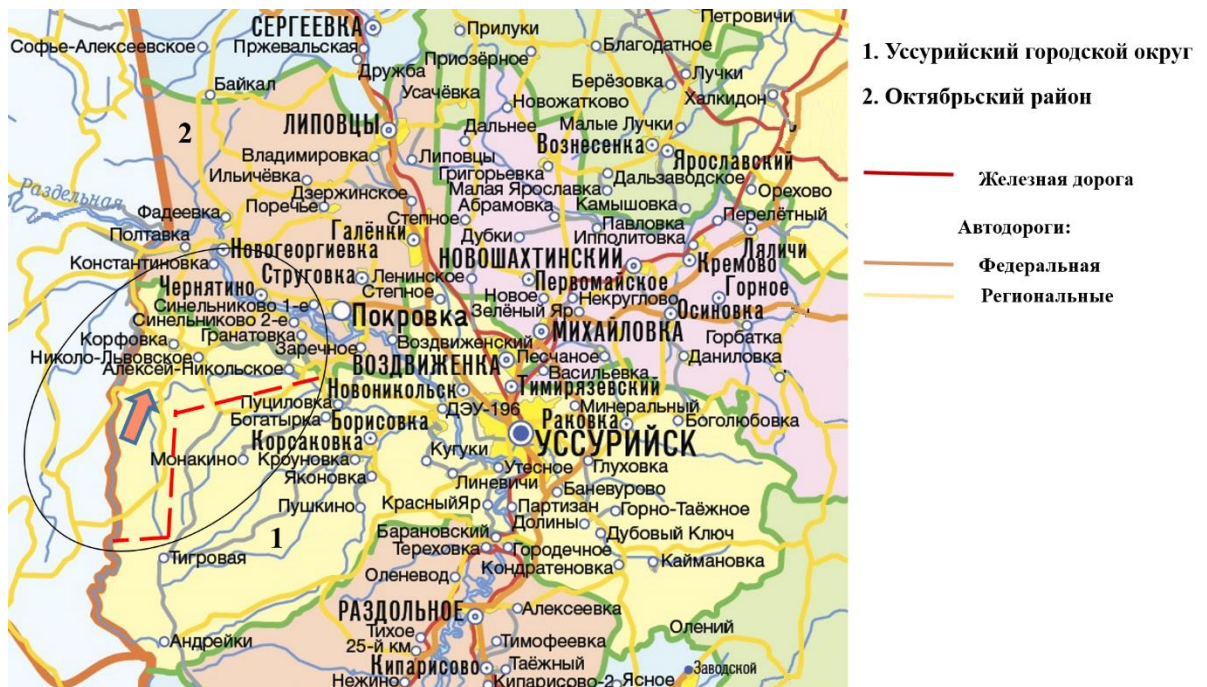 СЕРГЕЕВКА
Прилуки
Петровичи
Софье-Алексеевское
Пржевальская
Благодатное
Приозёрное
Дружба
Байкал
Берёзовка
Лучки
Усачёвка
Халкидон
Новожатково
2
ЛИПОВЦЫ
Дальнее
Малые Лучки
Вознесенка
Владимировка
Липовцы
Ярославский
Григорьевка
Ильичёвка
Дальзаводское
Раздельная
Дзержинское
Малая Ярославка
Орехово
Поречье
Абрамовка
Камышовка
Фадеевка
Степное
Перелётный
Полтавка
Галёнки
Павловка
Дубки
Ипполитовка
Ляличи
Новогеоргиевка
НОВОШАХТИНСКИЙ
Константиновка
Кремово
Струговка
Ленинское
Первомайское
Горное
Чернятино
Степное
Новое
Некруглово
Синельниково 1-е
Зелёный Яр
Осиновка
Синельниково 2-е
Покровка
МИХАЙЛОВКА
Гранатовка
Горбатка
Корфовка
Заречное
Воздвиженский
Николо-Львовское
Песчаное
Даниловка
Алексей-Никольское
ВОЗДВИЖЕНКА
Васильевка
Новоникольск
Тимирязевский
Пуциловка
ДЭУ-196
Минеральный
Богатырка
Борисовка
Раковка
Боголюбовка
Корсаковка
УССУРИЙСК
Кугуки
Монакино
Кроуновка
Утесное
Глуховка
Яконовка
Линевичи
Баневурово
Пушкино
КрасныйЯр
Партизан
Горно-Таёжное
Долины
1
Барановский
Дубовый Ключ
Тереховка
Городечное
Тигровая
Кондратеновка
Каймановка
Оленевод
РАЗДОЛЬНОЕ
Алексеевка
Тихое
Олений
Андрейки
25-й км
Тимофеевка
Кипарисово
Таёжный
Заводской
Нежино
Кипарисово-2
Ясное
1. Уссурийский городской округ
2. Октябрьский район
Железная дорога
Автодороги:
Федеральная
Региональные